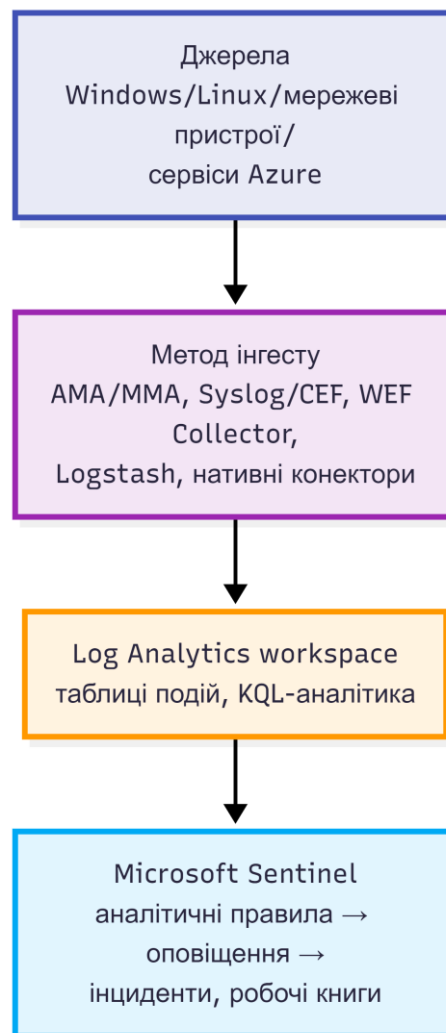 Джерела
Windows/Linux/мережеві
пристрої/
сервіси Azure
Метод інгесту
AMA/MMA, Syslog/CEF, WEF
Collector,
Logstash, нативні конектори
Log Analytics workspace
таблиці подій, KQL-аналітика
Microsoft Sentinel
аналітичні правила →
оповіщення →
інциденти, робочі книги